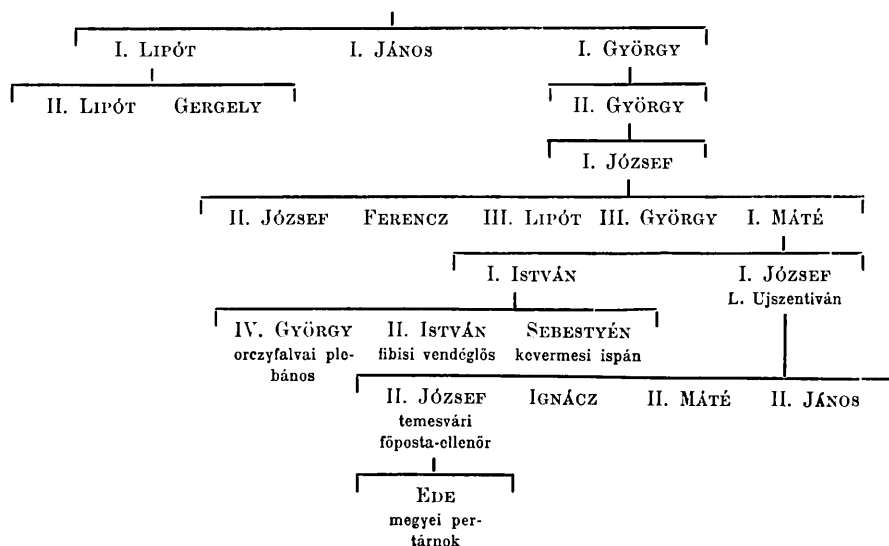 I. LIPÓT I. JÁNOS I. GYÖRGY
II. LIPÓT GERGELY II. GYÖRGY
I. JÓZSEF
II. JÓZSEF FERENCZ III. LIPÓT III. GYÖRGY I. MÁTÉ
I. ISTVÁN I. JÓZSEF
L. Ujszentiván
IV. GYÖRGY II. ISTVÁN SEBESTYÉN
orczyfalvai ple- fibisi vendéglős kevermesi ispán
bános
II. JÓZSEF IGNÁCZ II. MÁTÉ II. JÁNOS
temesvári
főposta-ellenőr
EDE
megyei per-
tárnok